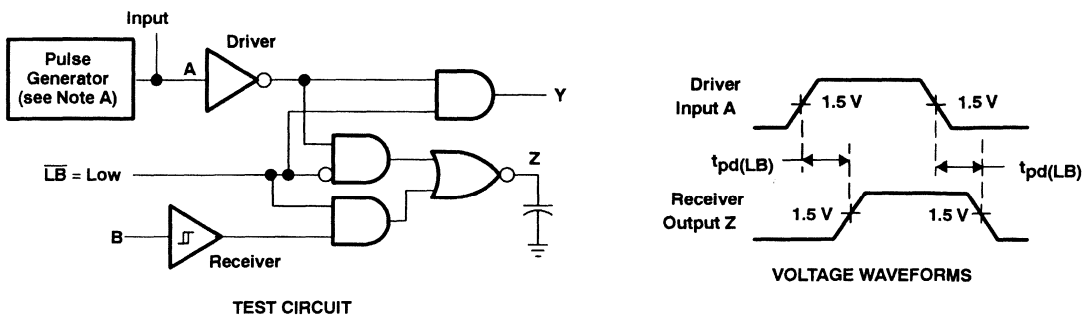 Input
Pulse
Generator
(see Note A)
A
Driver
Y
L̅B̅ = Low
Z
B
Receiver
TEST CIRCUIT
Driver
Input A
1.5 V
1.5 V
tpd(LB)
tpd(LB)
Receiver
Output Z
1.5 V
1.5 V
VOLTAGE WAVEFORMS